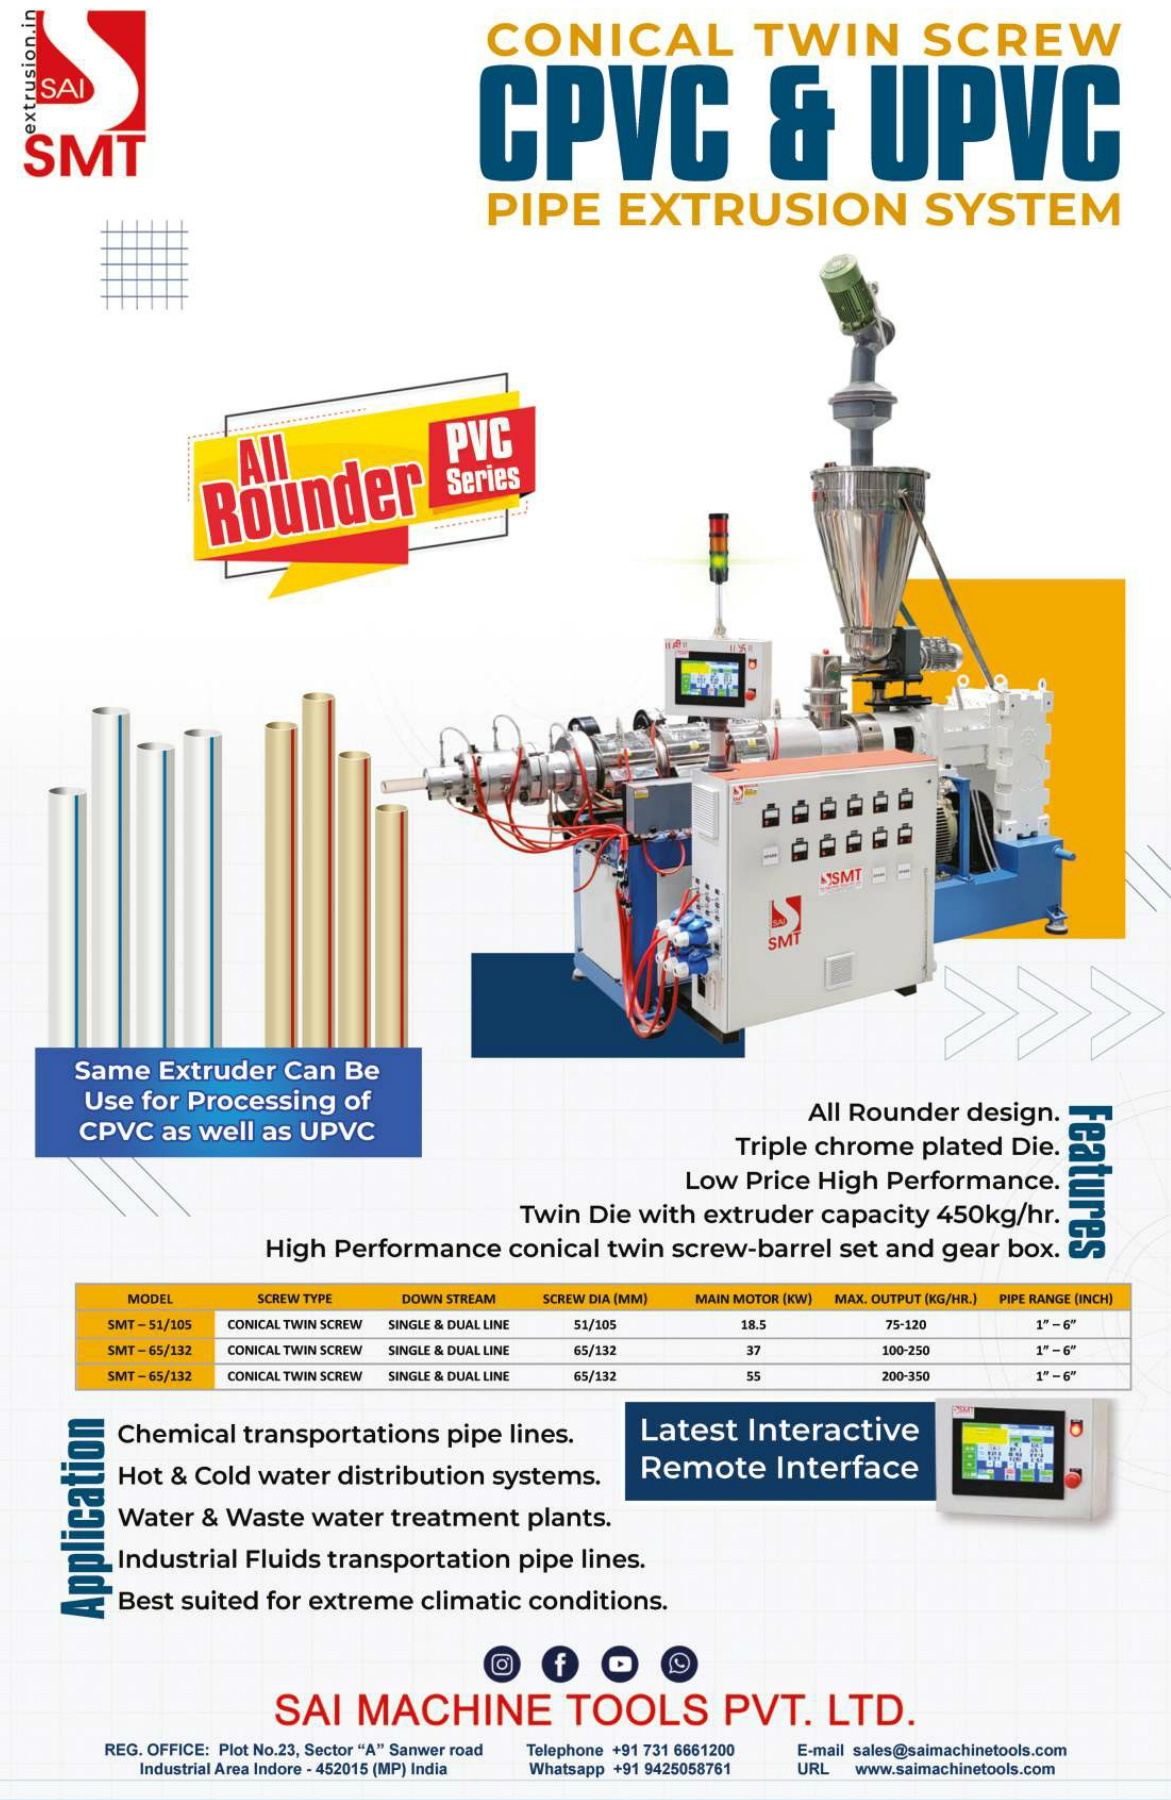 extrusion.in
SAI
SMT
CONICAL TWIN SCREW
CPVC & UPVC
PIPE EXTRUSION SYSTEM
All
Rounder
PVC
Series
SMT
SAI
SMT
Same Extruder Can Be
Use for Processing of
CPVC as well as UPVC
Features
All Rounder design.
Triple chrome plated Die.
Low Price High Performance.
Twin Die with extruder capacity 450kg/hr.
High Performance conical twin screw-barrel set and gear box.
MODEL SCREW TYPE DOWN STREAM SCREW DIA (MM) MAIN MOTOR (KW) MAX. OUTPUT (KG/HR.) PIPE RANGE (INCH)
SMT – 51/105 CONICAL TWIN SCREW SINGLE & DUAL LINE 51/105 18.5 75-120 1” – 6”
SMT – 65/132 CONICAL TWIN SCREW SINGLE & DUAL LINE 65/132 37 100-250 1” – 6”
SMT – 65/132 CONICAL TWIN SCREW SINGLE & DUAL LINE 65/132 55 200-350 1” – 6”
Application
Chemical transportations pipe lines.
Hot & Cold water distribution systems.
Water & Waste water treatment plants.
Industrial Fluids transportation pipe lines.
Best suited for extreme climatic conditions.
Latest Interactive
Remote Interface
SAI MACHINE TOOLS PVT. LTD.
REG. OFFICE: Plot No.23, Sector “A” Sanwer road
Industrial Area Indore - 452015 (MP) India
Telephone +91 731 6661200
Whatsapp +91 9425058761
E-mail sales@saimachinetools.com
URL www.saimachinetools.com